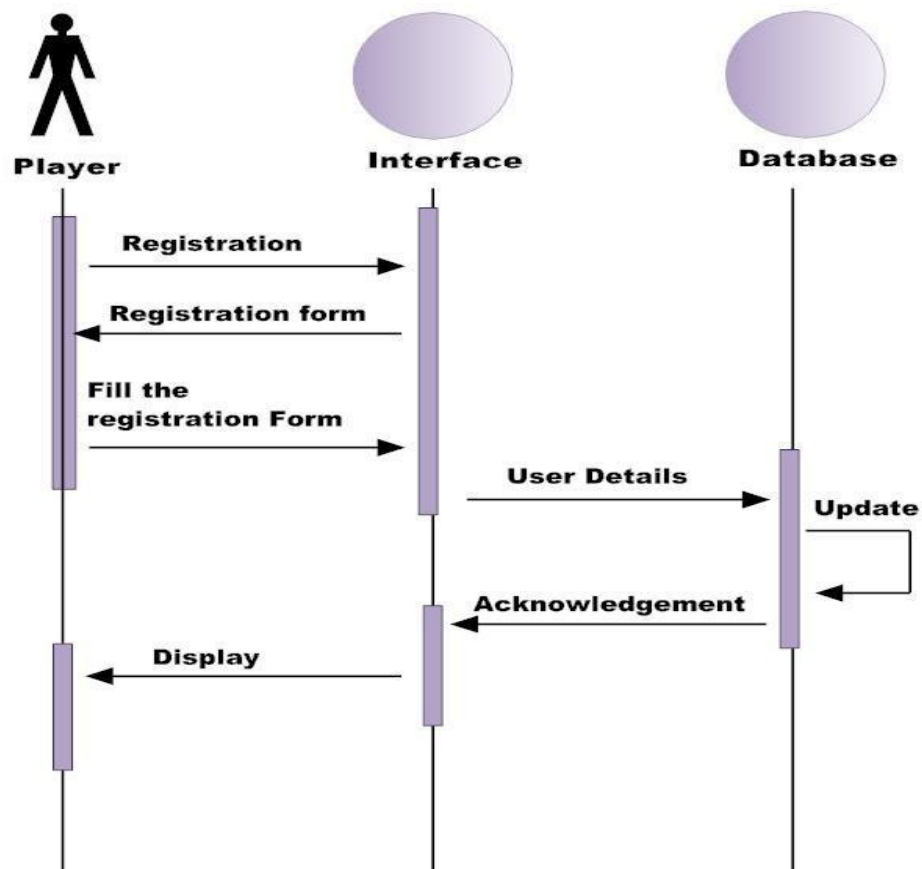 Player
Interface
Database
Registration
Registration form
Fill the
registration Form
User Details
Update
Acknowledgement
Display